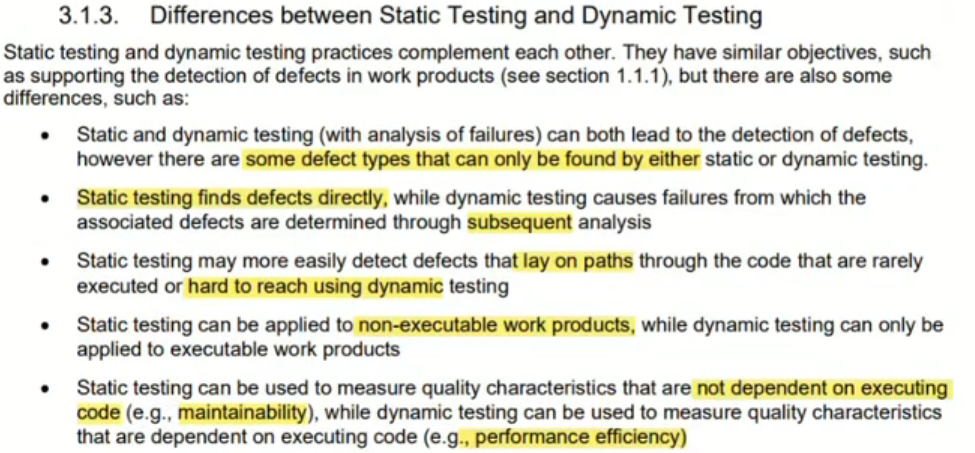 3.1.3. Differences between Static Testing and Dynamic Testing
Static testing and dynamic testing practices complement each other. They have similar objectives, such
as supporting the detection of defects in work products (see section 1.1.1), but there are also some
differences, such as:
• Static and dynamic testing (with analysis of failures) can both lead to the detection of defects,
however there are some defect types that can only be found by either static or dynamic testing.
• Static testing finds defects directly, while dynamic testing causes failures from which the
associated defects are determined through subsequent analysis
• Static testing may more easily detect defects that lay on paths through the code that are rarely
executed or hard to reach using dynamic testing
• Static testing can be applied to non-executable work products, while dynamic testing can only be
applied to executable work products
• Static testing can be used to measure quality characteristics that are not dependent on executing
code (e.g., maintainability), while dynamic testing can be used to measure quality characteristics
that are dependent on executing code (e.g., performance efficiency)